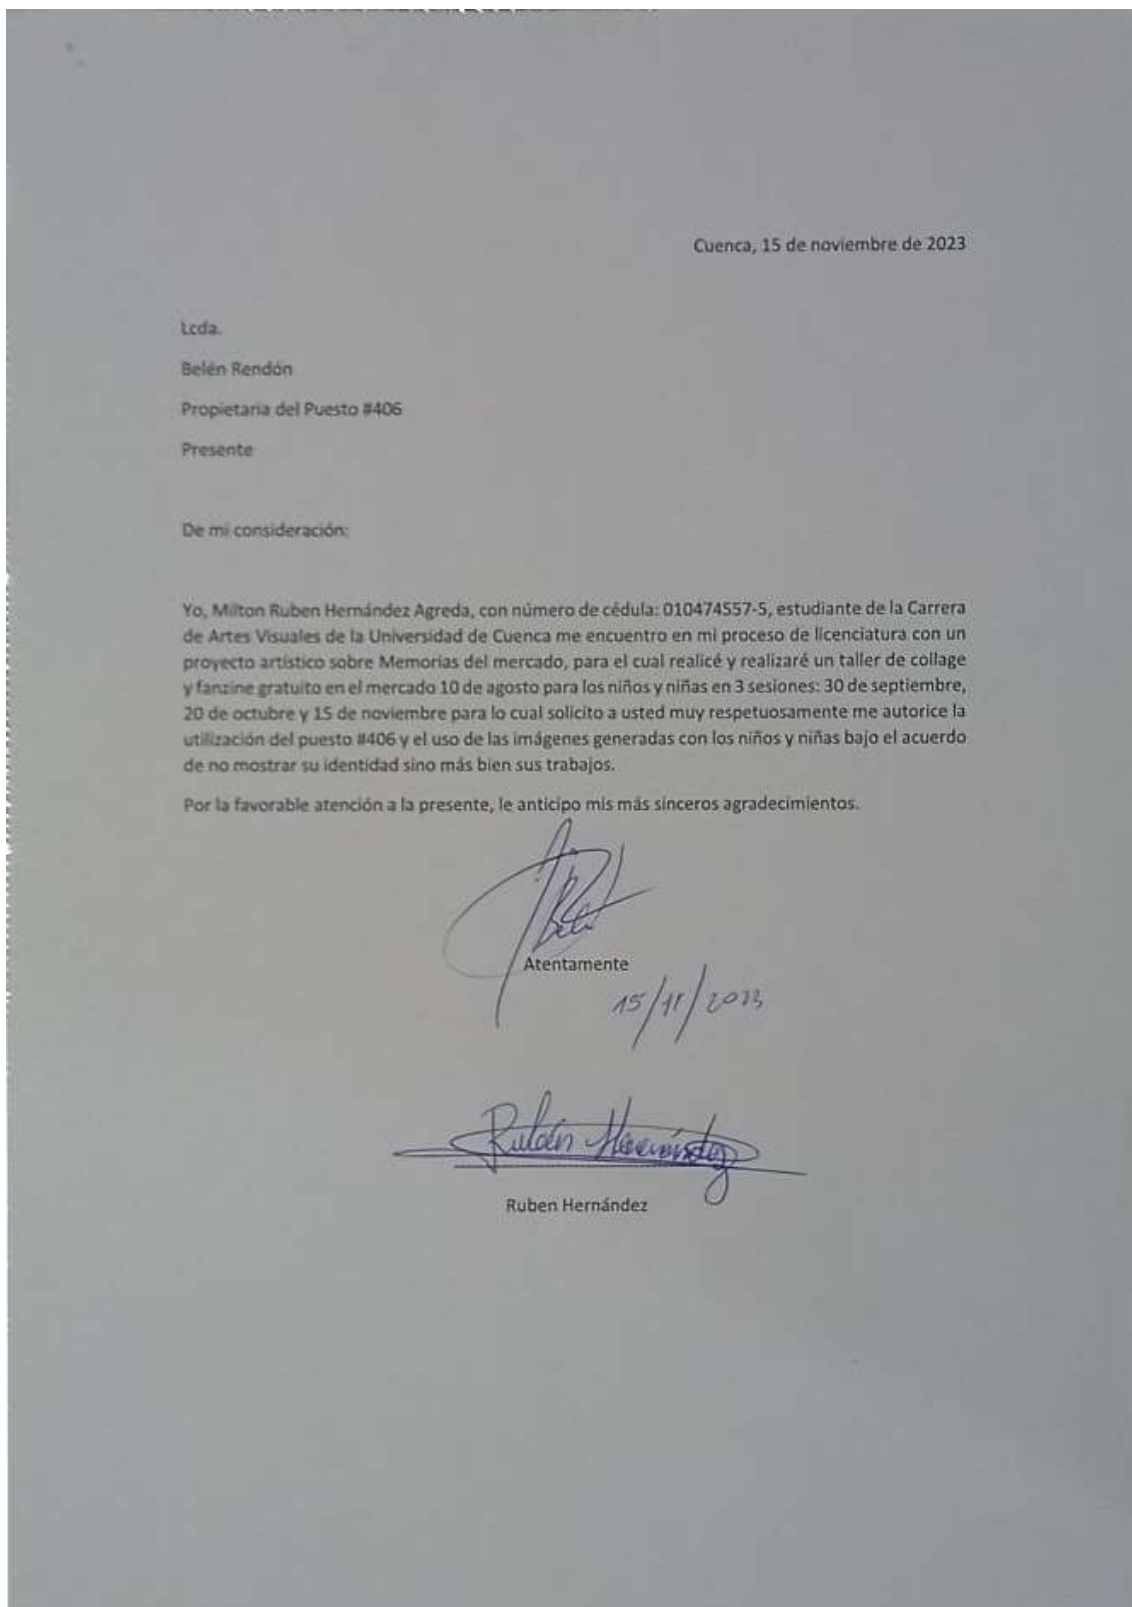 Cuenca, 15 de noviembre de 2023
Lcda.
Belén Rendón
Propietaria del Puesto #406
Presente
De mi consideración:
Yo, Milton Ruben Hernández Agreda, con número de cédula: 010474557-5, estudiante de la Carrera
de Artes Visuales de la Universidad de Cuenca me encuentro en mi proceso de licenciatura con un
proyecto artístico sobre Memorias del mercado, para el cual realicé y realizaré un taller de collage
y fanzine gratuito en el mercado 10 de agosto para los niños y niñas en 3 sesiones: 30 de septiembre,
20 de octubre y 15 de noviembre para lo cual solicito a usted muy respetuosamente me autorice la
utilización del puesto #406 y el uso de las imágenes generadas con los niños y niñas bajo el acuerdo
de no mostrar su identidad sino más bien sus trabajos.
Por la favorable atención a la presente, le anticipo mis más sinceros agradecimientos.
Atentamente
15/11/2023
Rubén Hernández
Ruben Hernández